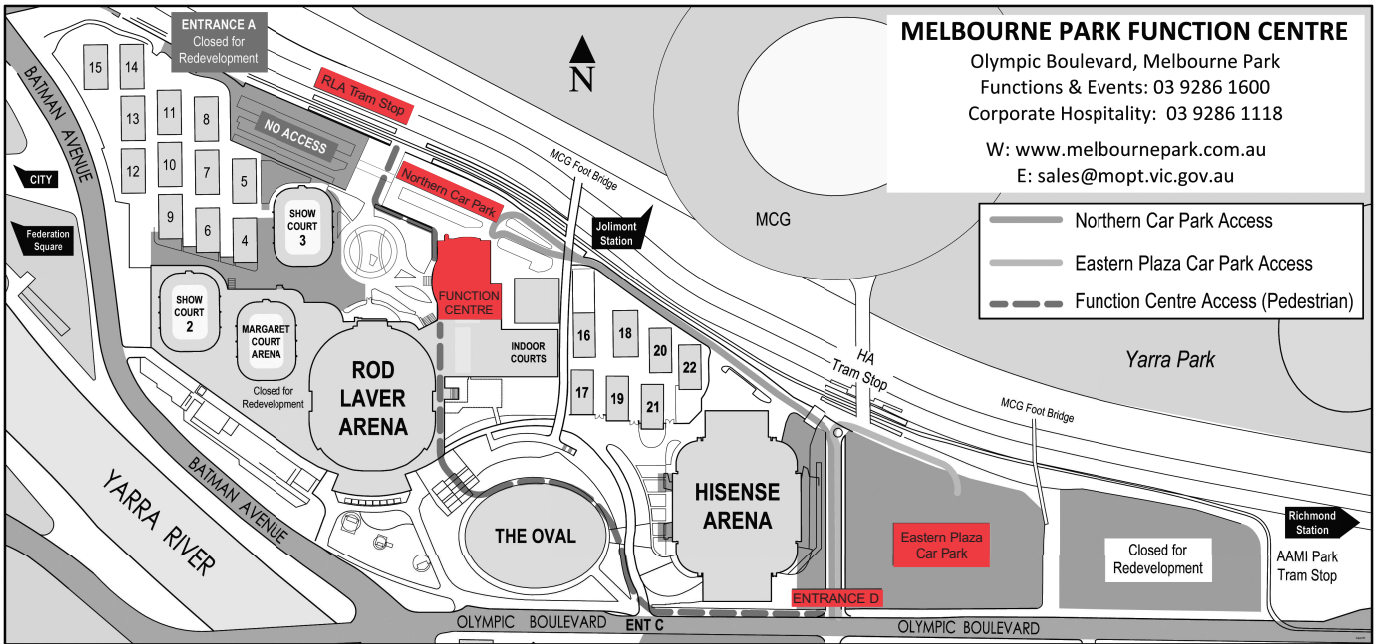 MELBOURNE PARK FUNCTION CENTRE
Olympic Boulevard, Melbourne Park
Functions & Events: 03 9286 1600
Corporate Hospitality: 03 9286 1118
W: www.melbournepark.com.au
E: sales@mopt.vic.gov.au
Northern Car Park Access
Eastern Plaza Car Park Access
Function Centre Access (Pedestrian)
ENTRANCE A
Closed for
Redevelopment
N
RLA Tram Stop
NO ACCESS
Northern Car Park
MCG Foot Bridge
MCG
Jolimont
Station
BATMAN AVENUE
CITY
Federation
Square
15
14
13
11
8
12
10
7
5
9
6
4
SHOW
COURT
3
SHOW
COURT
2
MARGARET
COURT
ARENA
Closed for
Redevelopment
FUNCTION
CENTRE
ROD
LAVER
ARENA
INDOOR
COURTS
16
18
20
22
17
19
21
HA
Tram Stop
Yarra Park
MCG Foot Bridge
YARRA RIVER
BATMAN AVENUE
THE OVAL
HISENSE
ARENA
Eastern Plaza
Car Park
Closed for
Redevelopment
Richmond
Station
AAMI Park
Tram Stop
ENTRANCE D
OLYMPIC BOULEVARD
ENT C
OLYMPIC BOULEVARD